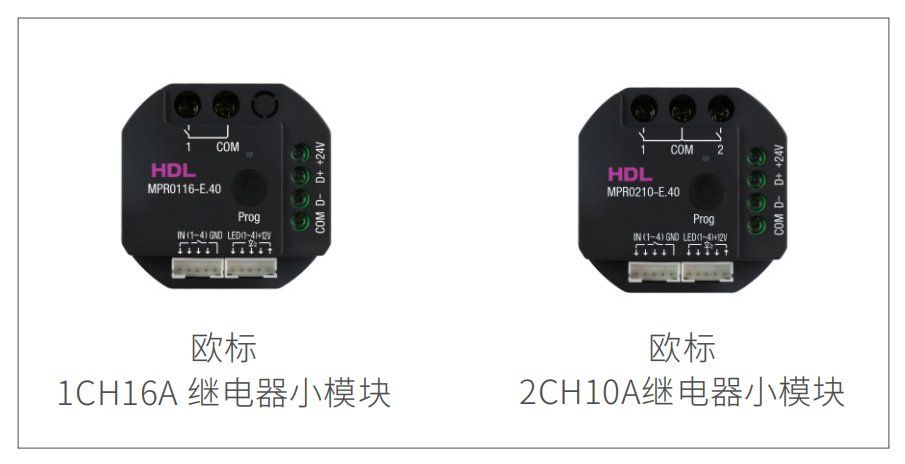 1 COM
HDL
MPR0116-E.40
Prog
IN (1~4) GND LED(1~4)+12V
COM D- D+ +24V
1 COM 2
HDL
MPR0210-E.40
Prog
IN (1~4) GND LED(1~4)+12V
COM D- D+ +24V
欧标
1CH16A 继电器小模块
欧标
2CH10A继电器小模块